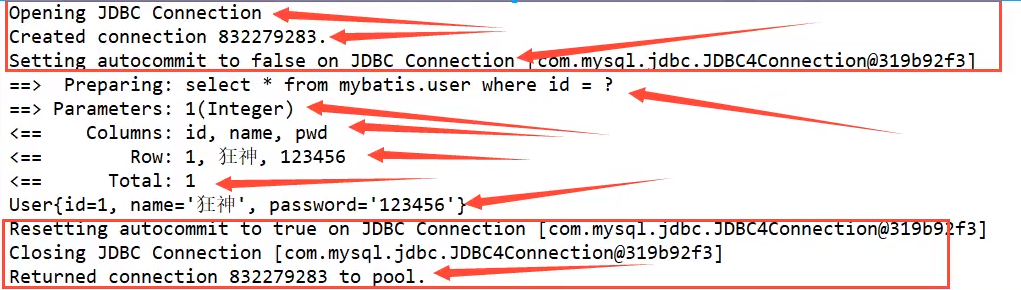 Opening JDBC Connection
Created connection 832279283.
Setting autocommit to false on JDBC Connection [com.mysql.jdbc.JDBC4Connection@319b92f3]
==>  Preparing: select * from mybatis.user where id = ?
==> Parameters: 1(Integer)
<==    Columns: id, name, pwd
<==        Row: 1, 狂神, 123456
<==      Total: 1
User{id=1, name='狂神', password='123456'}
Resetting autocommit to true on JDBC Connection [com.mysql.jdbc.JDBC4Connection@319b92f3]
Closing JDBC Connection [com.mysql.jdbc.JDBC4Connection@319b92f3]
Returned connection 832279283 to pool.